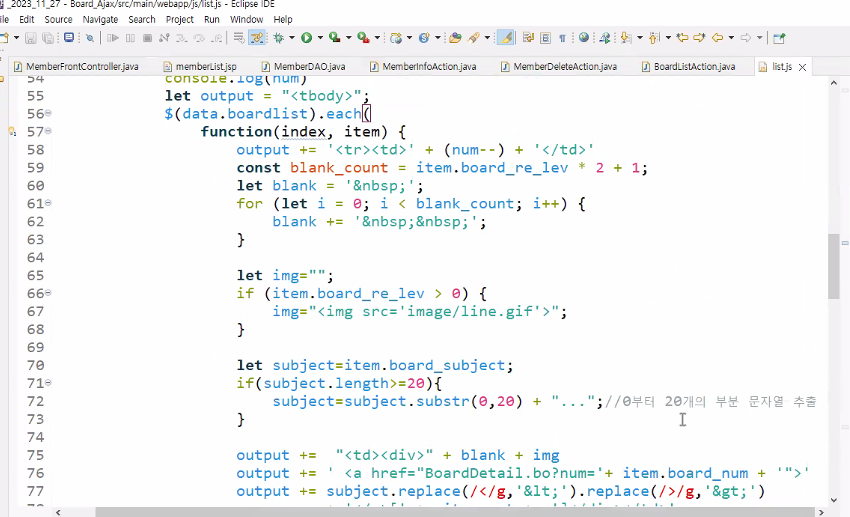 _2023_11_27 - Board_Ajax/src/main/webapp/js/list.js - Eclipse IDE
File Edit Source Navigate Search Project Run Window Help
MemberFrontController.java memberList.jsp MemberDAO.java MemberInfoAction.java MemberDeleteAction.java BoardListAction.java list.js
54 console.log(num)
55 let output = "<tbody>";
56 $(data.boardlist).each(
57 function(index, item) {
58 output += '<tr><td>' + (num--) + '</td>'
59 const blank_count = item.board_re_lev * 2 + 1;
60 let blank = '&nbsp;';
61 for (let i = 0; i < blank_count; i++) {
62 blank += '&nbsp;&nbsp;';
63 }
64
65 let img="";
66 if (item.board_re_lev > 0) {
67 img="<img src='image/line.gif'>";
68 }
69
70 let subject=item.board_subject;
71 if(subject.length>=20){
72 subject=subject.substr(0,20) + "...";//0부터 20개의 부분 문자열 추출
73 }
74
75 output += "<td><div>" + blank + img
76 output += ' <a href="BoardDetail.bo?num='+ item.board_num + '">'
77 output += subject.replace(/</g,'&lt;').replace(/>/g,'&gt;')